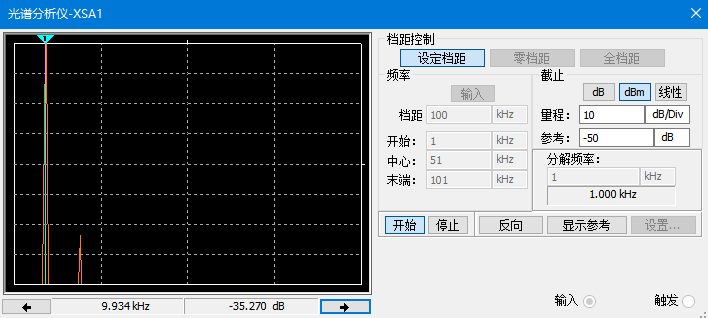 光谱分析仪-XSA1
1
档距控制
设定档距 零档距 全档距
频率
输入
档距 100 kHz
开始： 1 kHz
中心： 51 kHz
末端： 101 kHz
截止
dB dBm 线性
量程： 10 dB/Div
参考： -50 dB
分解频率：
1 kHz
1.000 kHz
开始 停止 反向 显示参考 设置...
9.934 kHz -35.270 dB
输入 触发